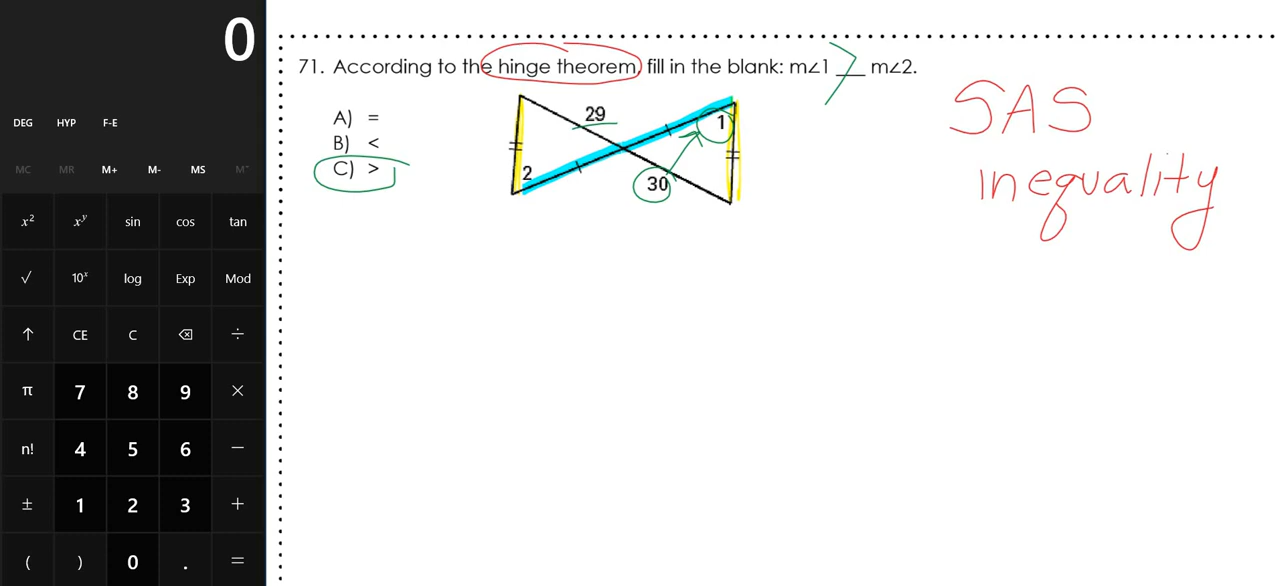 0
DEG HYP F-E
MC MR M+ M- MS M˅
x² xʸ sin cos tan
√ 10ˣ log Exp Mod
↑ CE C ⌫ ÷
π 7 8 9 ×
n! 4 5 6 −
± 1 2 3 +
( ) 0 . =
71. According to the hinge theorem, fill in the blank: m∠1 __ m∠2.
>
A) =
B) <
C) >
29
1
2
30
SAS
inequality